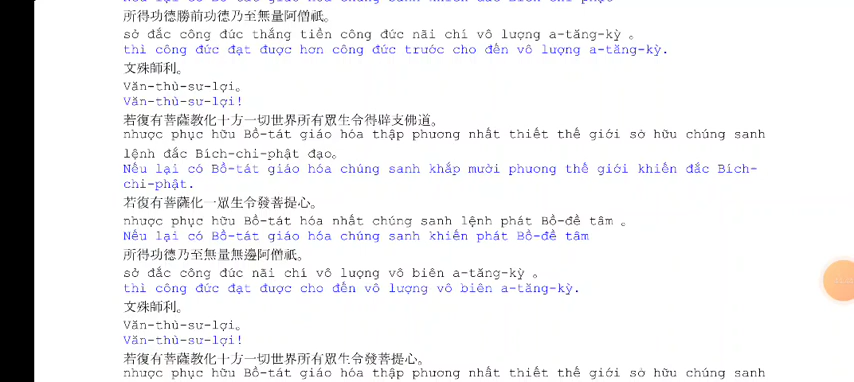 所得功德勝前功德乃至無量阿僧祇。
sở đắc công đức thắng tiền công đức nãi chí vô lượng a-tăng-kỳ 。
thì công đức đạt được hơn công đức trước cho đến vô lượng a-tăng-kỳ.
文殊師利。
Văn-thù-sư-lợi。
Văn-thù-sư-lợi!
若復有菩薩教化十方一切世界所有眾生令得辟支佛道。
nhược phục hữu Bồ-tát giáo hóa thập phương nhất thiết thế giới sở hữu chúng sanh
lệnh đắc Bích-chi-phật đạo。
Nếu lại có Bồ-tát giáo hóa chúng sanh khắp mười phương thế giới khiến đắc Bích-
chi-phật.
若復有菩薩化一眾生令發菩提心。
nhược phục hữu Bồ-tát hóa nhất chúng sanh lệnh phát Bồ-đề tâm 。
Nếu lại có Bồ-tát giáo hóa chúng sanh khiến phát Bồ-đề tâm
所得功德乃至無量無邊阿僧祇。
sở đắc công đức nãi chí vô lượng vô biên a-tăng-kỳ 。
thì công đức đạt được cho đến vô lượng vô biên a-tăng-kỳ.
文殊師利。
Văn-thù-sư-lợi。
Văn-thù-sư-lợi!
若復有菩薩教化十方一切世界所有眾生令發菩提心。
nhược phục hữu Bồ-tát giáo hóa thập phương nhất thiết thế giới sở hữu chúng sanh